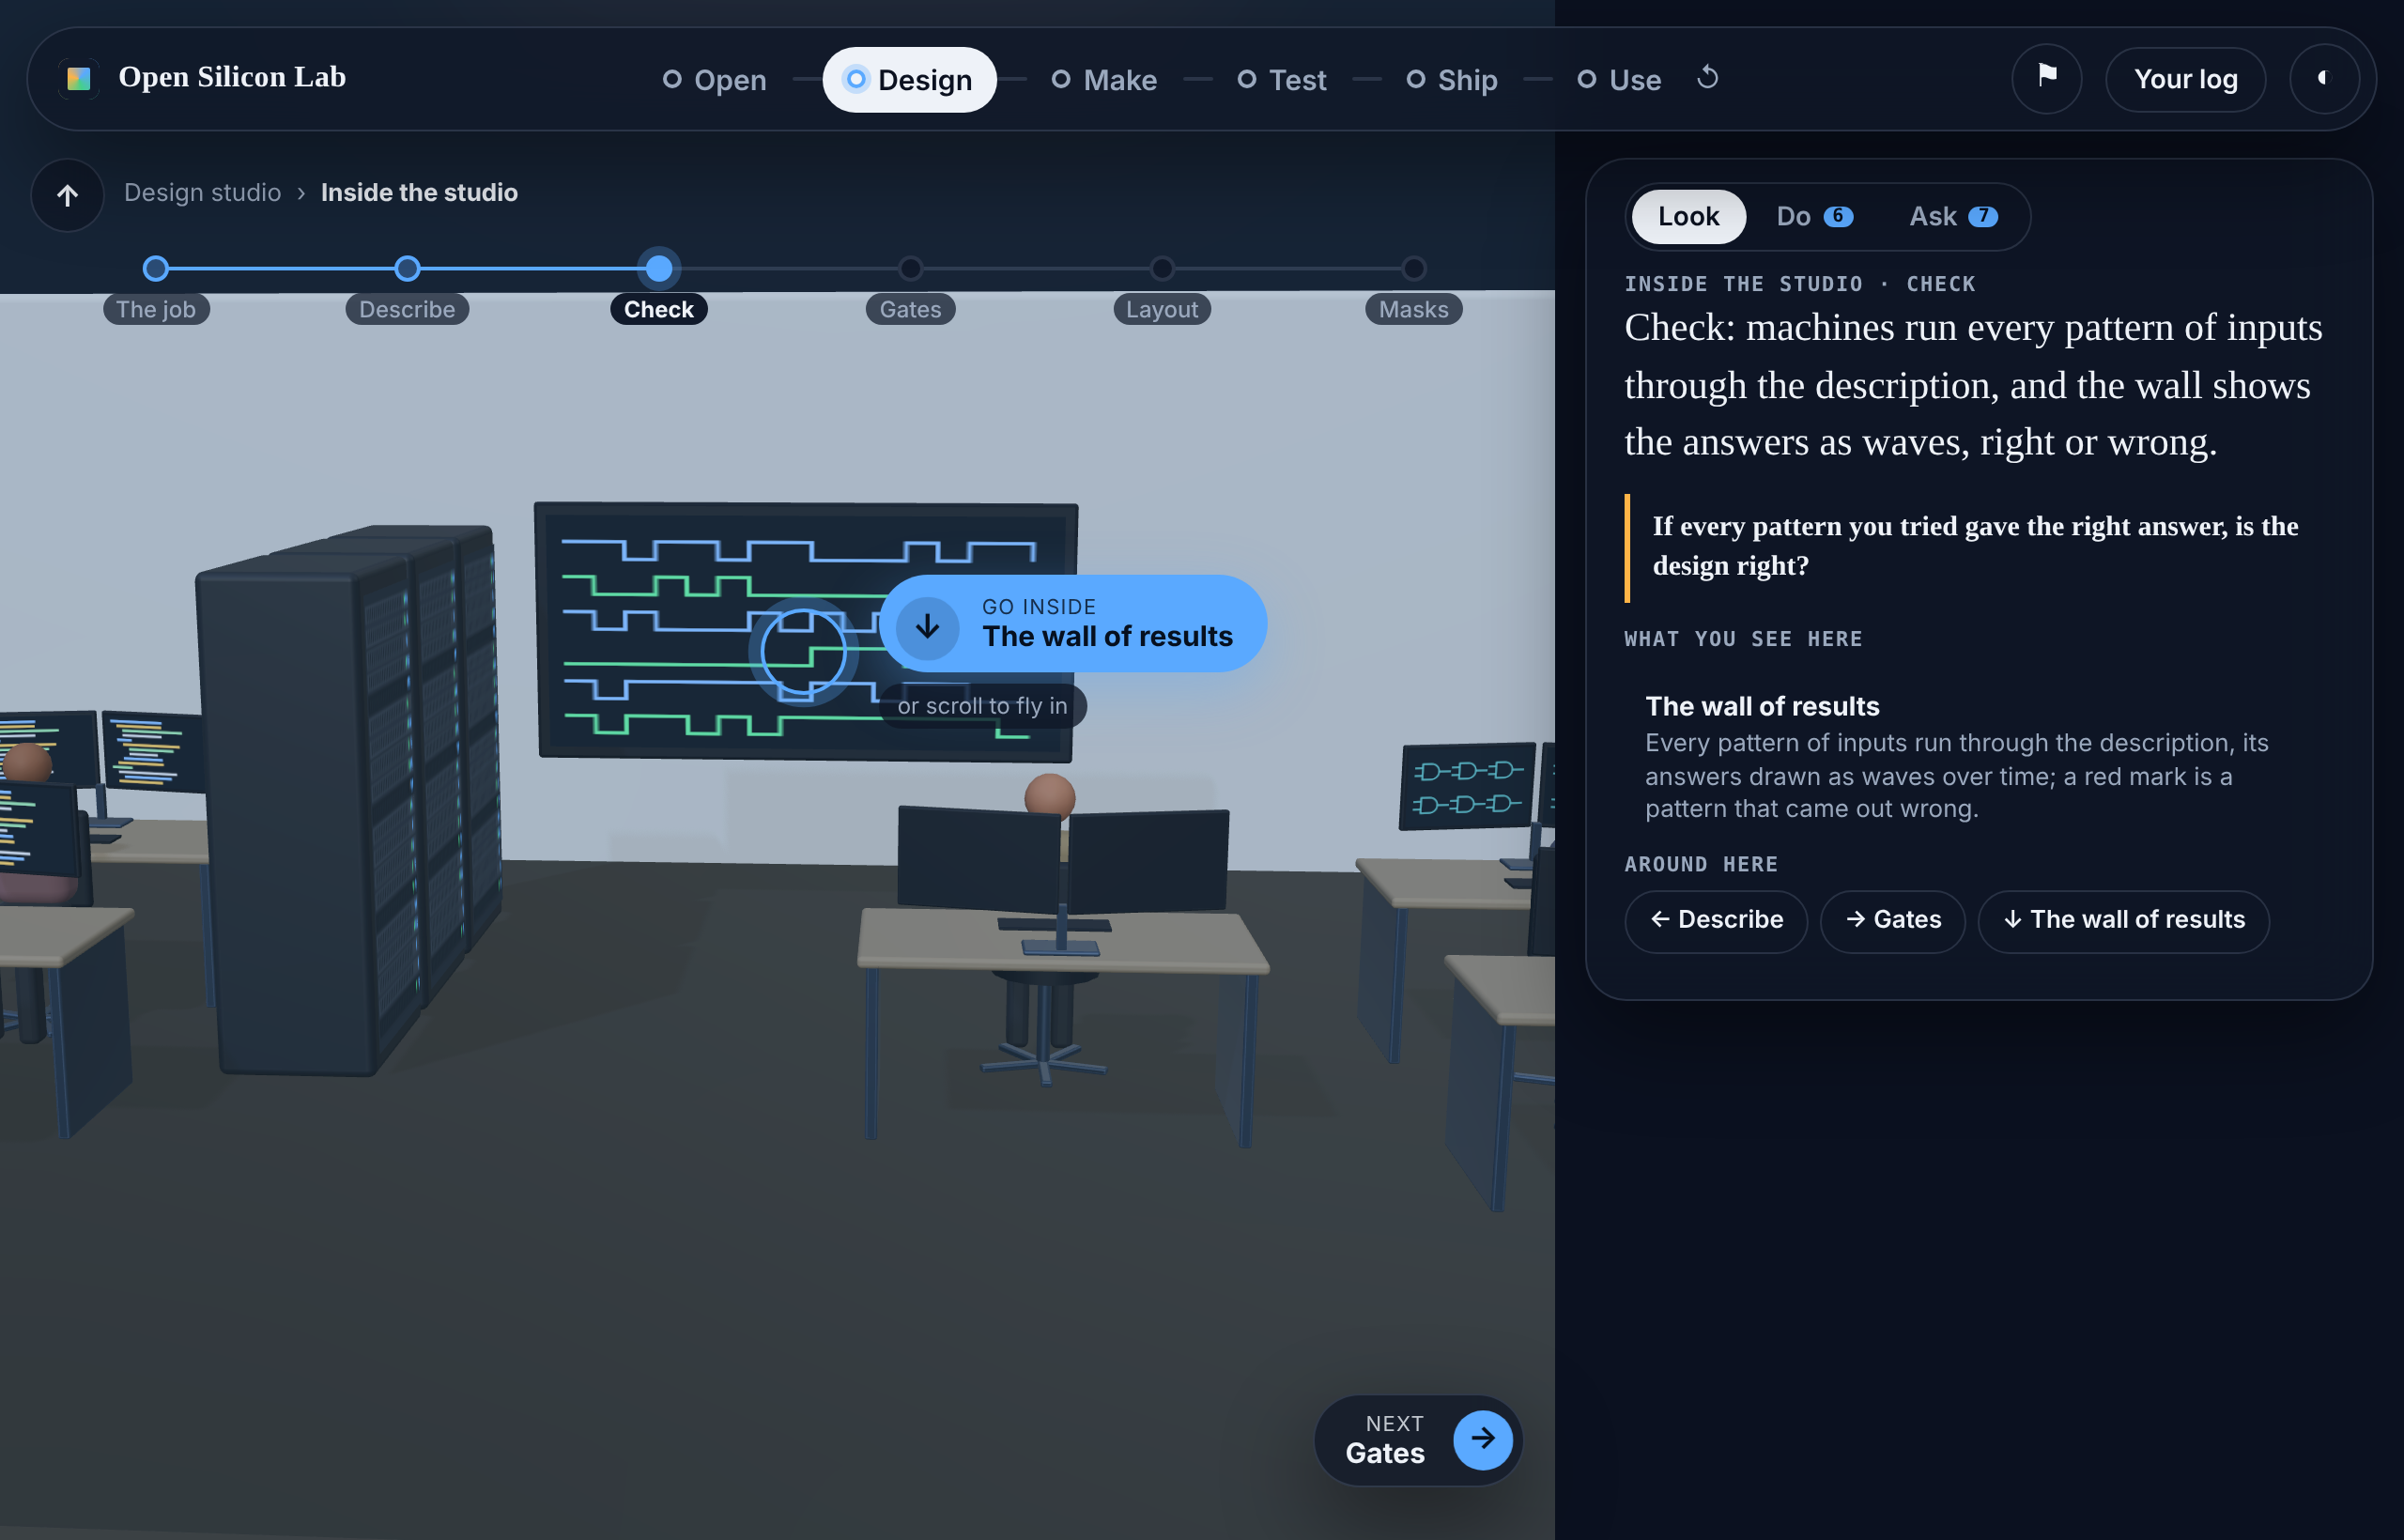 Open Silicon Lab
Open
Design
Make
Test
Ship
Use
Your log
Design studio › Inside the studio
The job
Describe
Check
Gates
Layout
Masks
GO INSIDE
The wall of results
or scroll to fly in
NEXT
Gates
Look
Do 6
Ask 7
INSIDE THE STUDIO · CHECK
Check: machines run every pattern of inputs
through the description, and the wall shows
the answers as waves, right or wrong.
If every pattern you tried gave the right answer, is the
design right?
WHAT YOU SEE HERE
The wall of results
Every pattern of inputs run through the description, its
answers drawn as waves over time; a red mark is a
pattern that came out wrong.
AROUND HERE
← Describe
→ Gates
↓ The wall of results